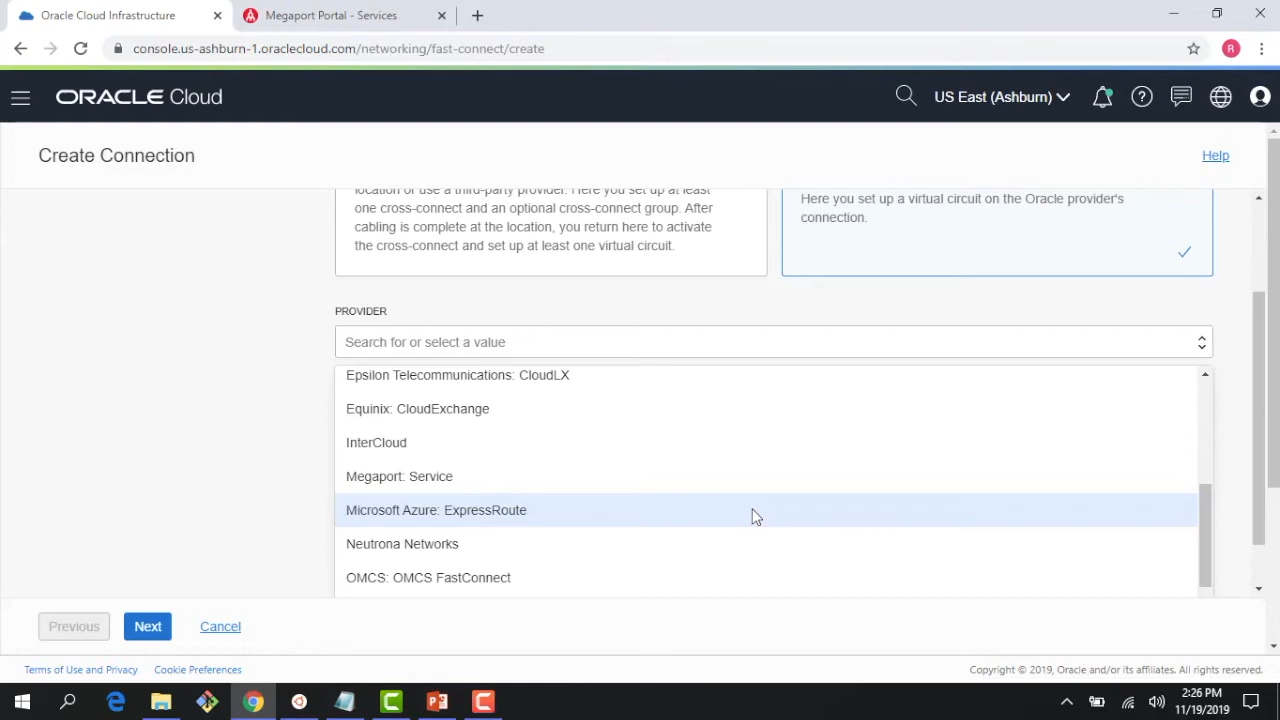 Oracle Cloud Infrastructure
Megaport Portal - Services
console.us-ashburn-1.oraclecloud.com/networking/fast-connect/create
R
ORACLE Cloud
US East (Ashburn)
Create Connection
Help
location or use a third-party provider. Here you set up at least
one cross-connect and an optional cross-connect group. After
cabling is complete at the location, you return here to activate
the cross-connect and set up at least one virtual circuit.
Here you set up a virtual circuit on the Oracle provider's
connection.
PROVIDER
Search for or select a value
Epsilon Telecommunications: CloudLX
Equinix: CloudExchange
InterCloud
Megaport: Service
Microsoft Azure: ExpressRoute
Neutrona Networks
OMCS: OMCS FastConnect
Previous
Next
Cancel
Terms of Use and Privacy
Cookie Preferences
Copyright © 2019, Oracle and/or its affiliates. All rights reserved.
2:26 PM
11/19/2019